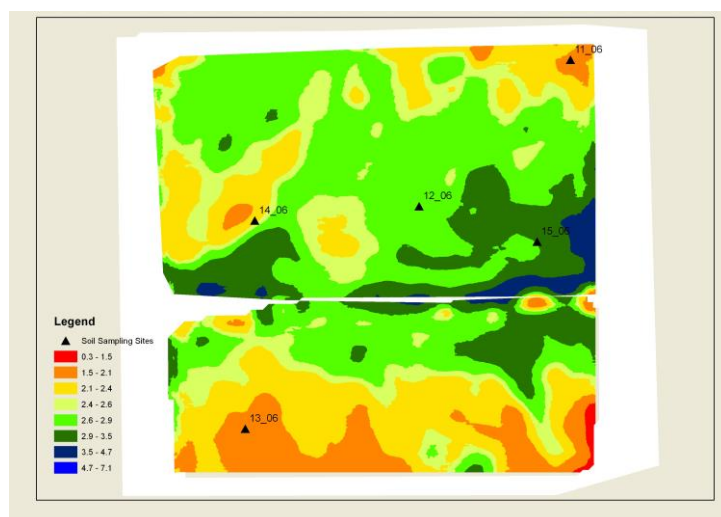 11_06
12_06
14_06
15_06
Legend
Soil Sampling Sites
0.3 - 1.5
1.5 - 2.1
2.1 - 2.4
2.4 - 2.6
2.6 - 2.9
2.9 - 3.5
3.5 - 4.7
4.7 - 7.1
13_06